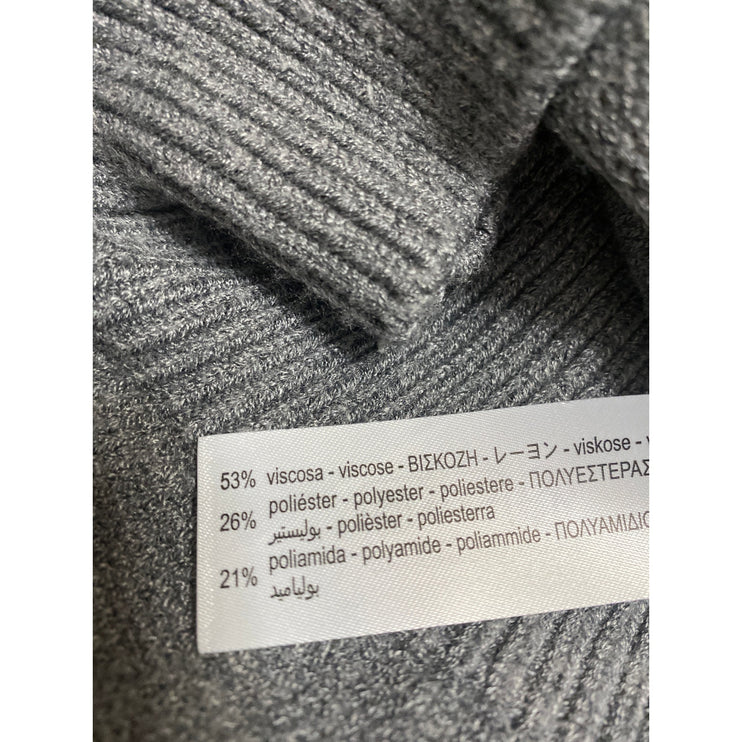 53% viscosa - viscose - ΒΙΣΚΟΖΗ - レーヨン - viskose -
26% poliéster - polyester - poliestere - ΠΟΛΥΕΣΤΕΡΑΣ
بوليستير - polièster - poliesterra
21% poliamida - polyamide - poliammide - ΠΟΛΥΑΜΙΔΙΟ
بولياميد